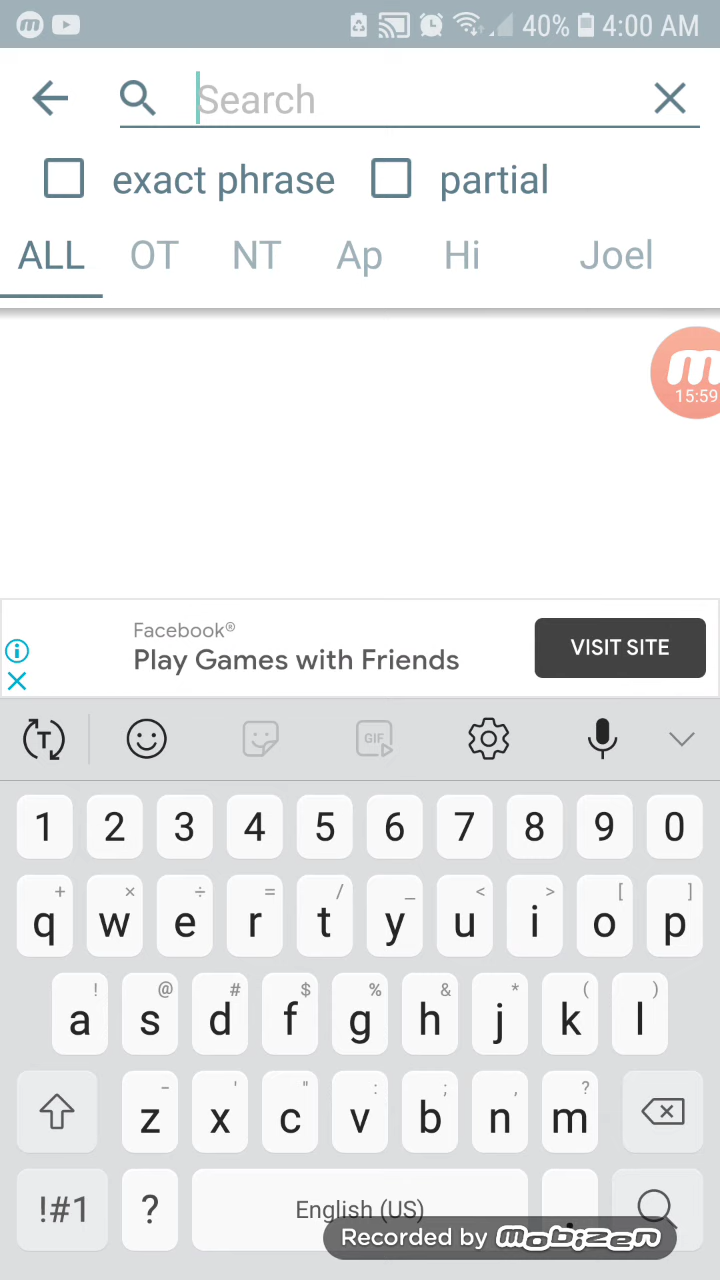 40% 4:00 AM
Search
exact phrase partial
ALL OT NT Ap Hi Joel
15:59
Facebook®
Play Games with Friends
VISIT SITE
T GIF
1 2 3 4 5 6 7 8 9 0
+ × ÷ = / _ < > [ ]
q w e r t y u i o p
! @ # $ % & * ( )
a s d f g h j k l
- ' " : ; , ?
z x c v b n m
!#1 ? English (US) .
Recorded by mobizen